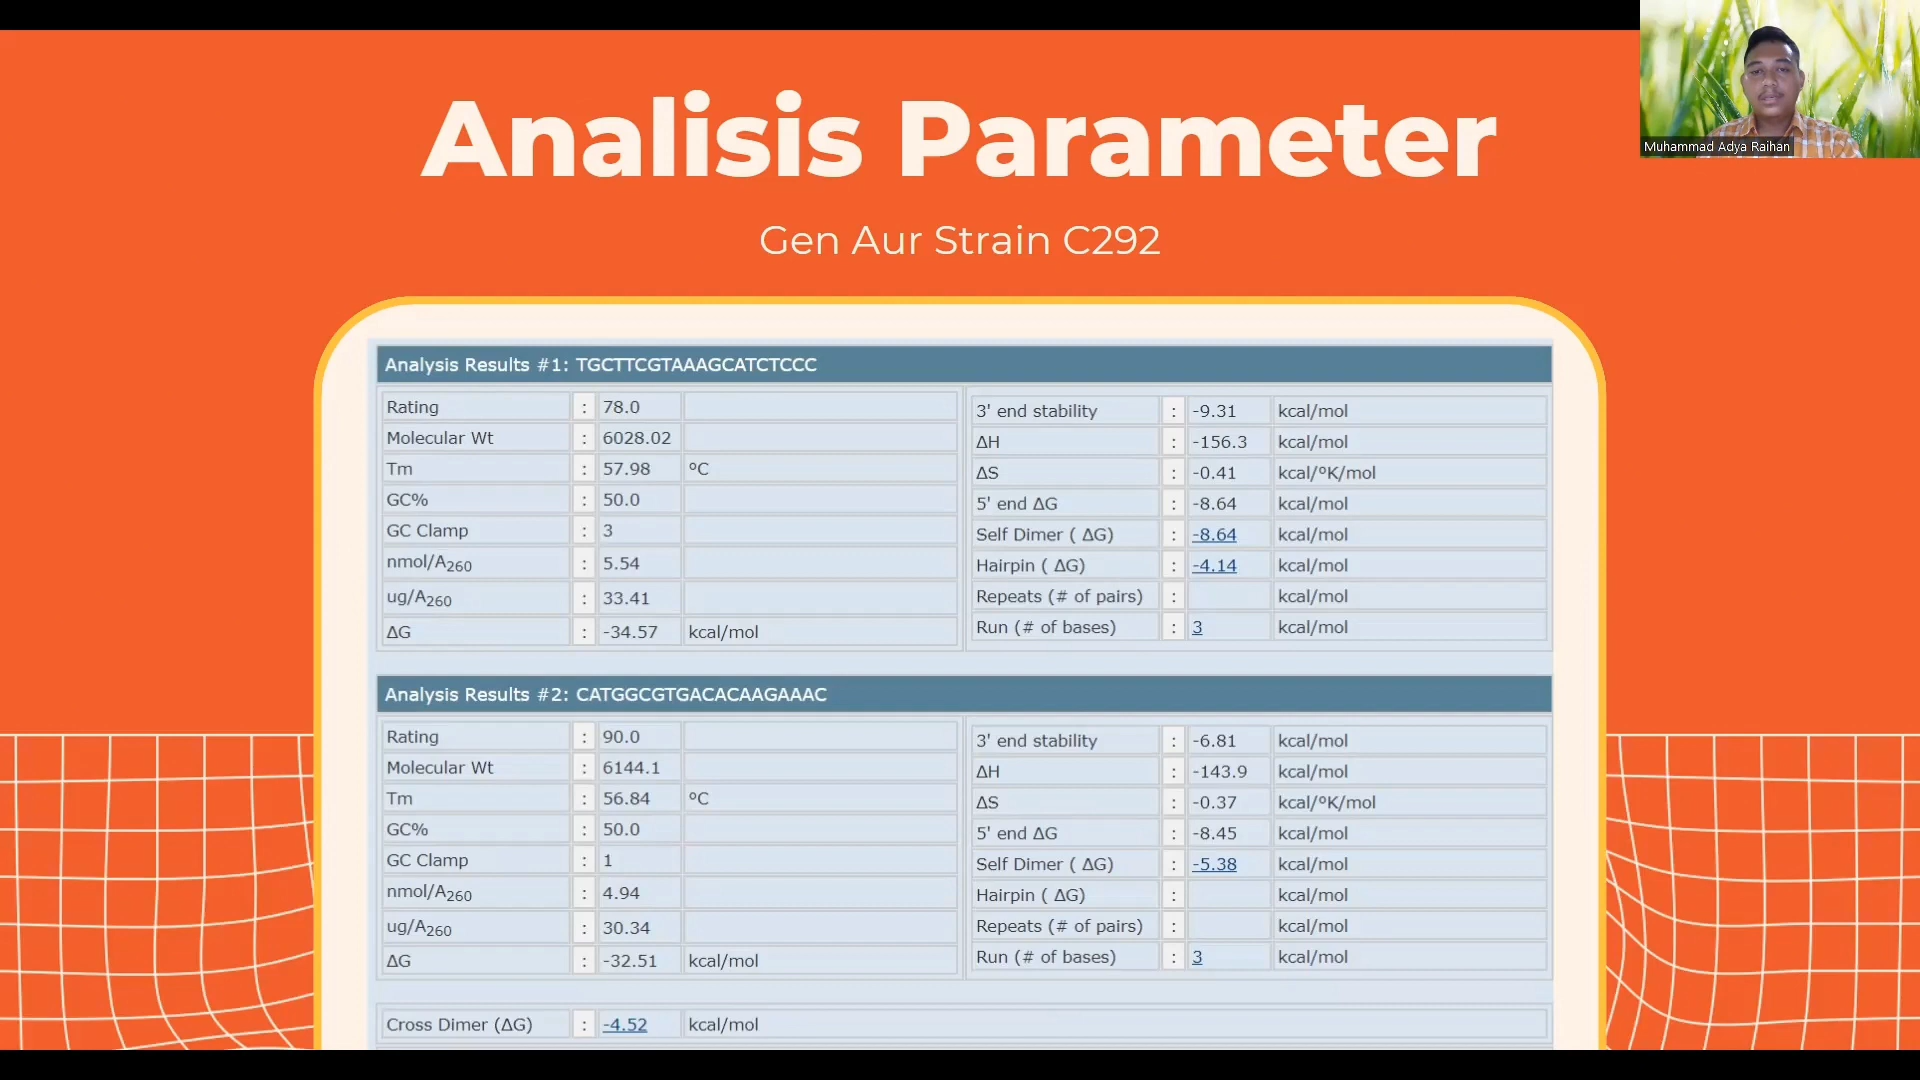 Analisis Parameter
Muhammad Adya Raihan
Gen Aur Strain C292
Analysis Results #1: TGCTTCGTAAAGCATCTCCC
Rating : 78.0
Molecular Wt : 6028.02
Tm : 57.98 ºC
GC% : 50.0
GC Clamp : 3
nmol/A260 : 5.54
ug/A260 : 33.41
ΔG : -34.57 kcal/mol
3' end stability : -9.31 kcal/mol
ΔH : -156.3 kcal/mol
ΔS : -0.41 kcal/ºK/mol
5' end ΔG : -8.64 kcal/mol
Self Dimer ( ΔG) : -8.64 kcal/mol
Hairpin ( ΔG) : -4.14 kcal/mol
Repeats (# of pairs) : kcal/mol
Run (# of bases) : 3 kcal/mol
Analysis Results #2: CATGGCGTGACACAAGAAAC
Rating : 90.0
Molecular Wt : 6144.1
Tm : 56.84 ºC
GC% : 50.0
GC Clamp : 1
nmol/A260 : 4.94
ug/A260 : 30.34
ΔG : -32.51 kcal/mol
3' end stability : -6.81 kcal/mol
ΔH : -143.9 kcal/mol
ΔS : -0.37 kcal/ºK/mol
5' end ΔG : -8.45 kcal/mol
Self Dimer ( ΔG) : -5.38 kcal/mol
Hairpin ( ΔG) : kcal/mol
Repeats (# of pairs) : kcal/mol
Run (# of bases) : 3 kcal/mol
Cross Dimer (ΔG) : -4.52 kcal/mol